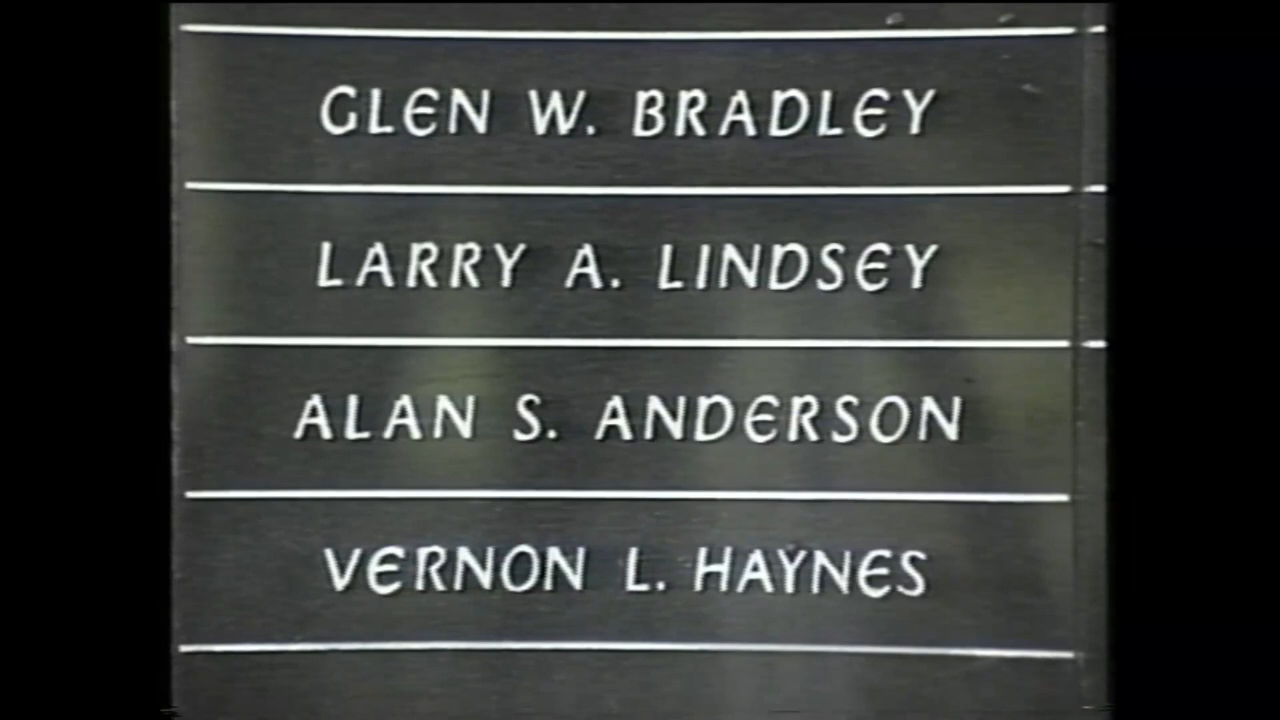 GLEN W. BRADLEY
LARRY A. LINDSEY
ALAN S. ANDERSON
VERNON L. HAYNES